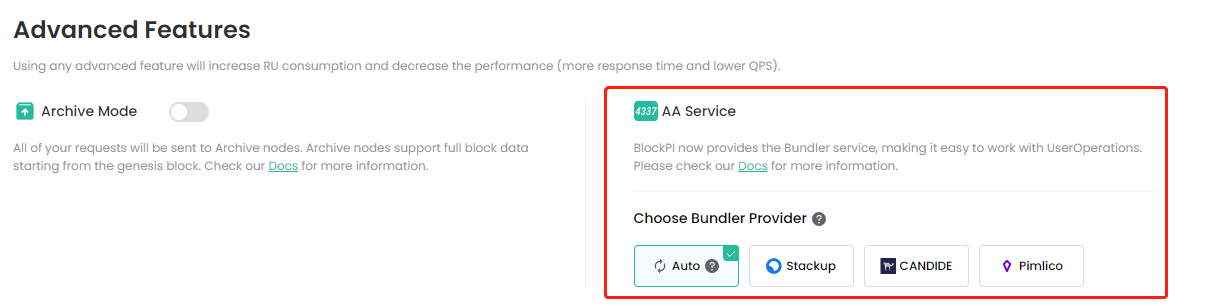 Advanced Features
Using any advanced feature will increase RU consumption and decrease the performance (more response time and lower QPS).
Archive Mode
All of your requests will be sent to Archive nodes. Archive nodes support full block data
starting from the genesis block. Check our Docs for more information.
4337 AA Service
BlockPI now provides the Bundler service, making it easy to work with UserOperations.
Please check our Docs for more information.
Choose Bundler Provider ?
Auto ? Stackup CANDIDE Pimlico